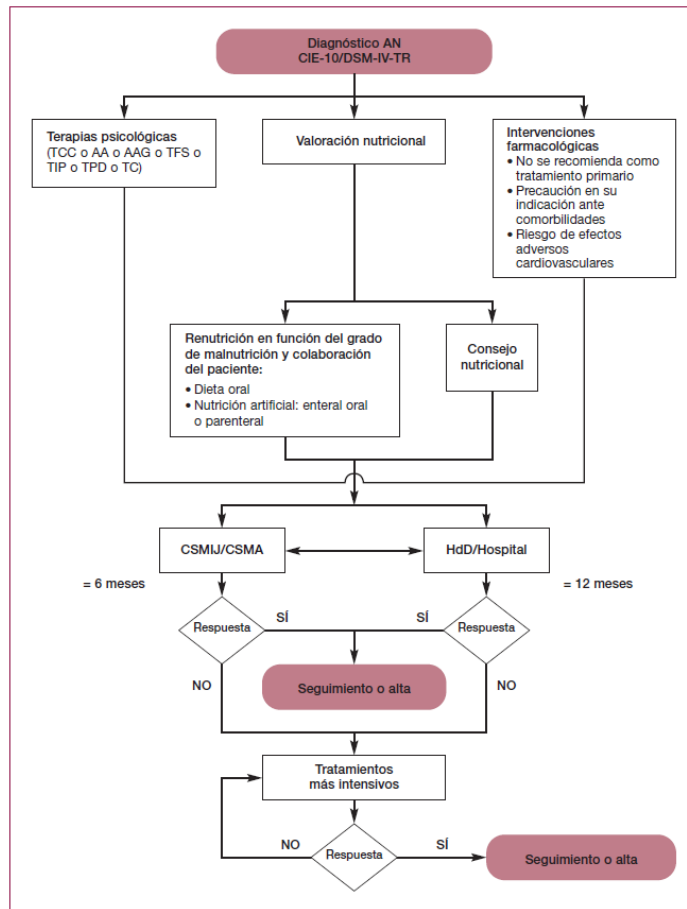 Diagnóstico AN
CIE-10/DSM-IV-TR
Terapias psicológicas
(TCC o AA o AAG o TFS o
TIP o TPD o TC)
Valoración nutricional
Intervenciones
farmacológicas
• No se recomienda como
tratamiento primario
• Precaución en su
indicación ante
comorbilidades
• Riesgo de efectos
adversos
cardiovasculares
Renutrición en función del grado
de malnutrición y colaboración
del paciente:
• Dieta oral
• Nutrición artificial: enteral oral
o parenteral
Consejo
nutricional
CSMIJ/CSMA
HdD/Hospital
= 6 meses
= 12 meses
Respuesta
SÍ
SÍ
Respuesta
NO
Seguimiento o alta
NO
Tratamientos
más intensivos
NO
Respuesta
SÍ
Seguimiento o alta